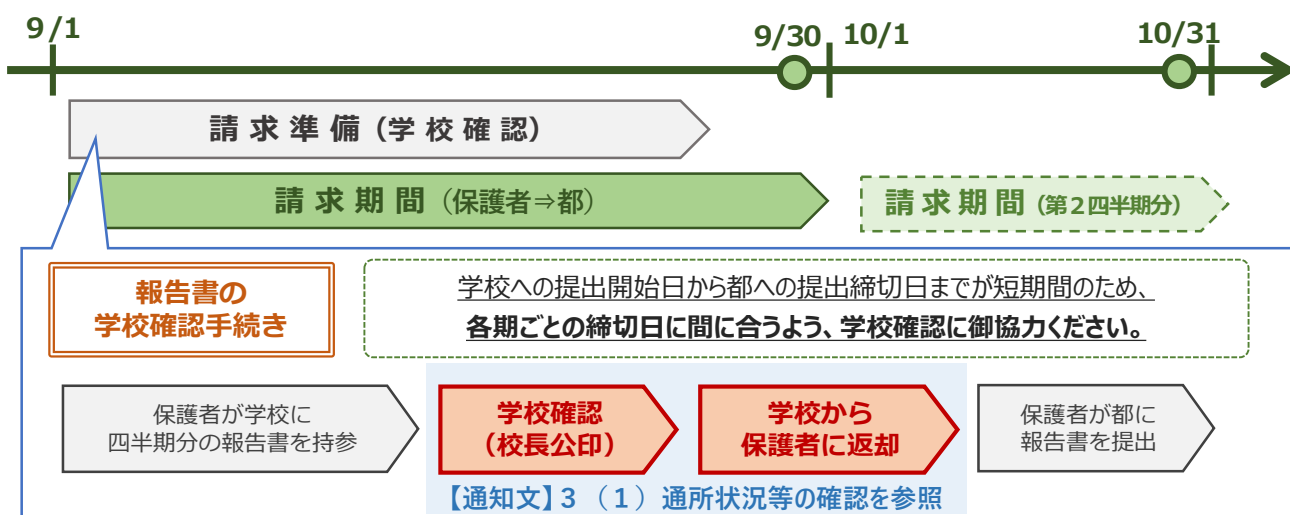 9/1
9/30
10/1
10/31
請求準備(学校確認)
請求期間(保護者⇒都)
請求期間(第2四半期分)
報告書の
学校確認手続き
学校への提出開始日から都への提出締切日までが短期間のため、
各期ごとの締切日に間に合うよう、学校確認に御協力ください。
保護者が学校に
四半期分の報告書を持参
学校確認
(校長公印)
学校から
保護者に返却
保護者が都に
報告書を提出
【通知文】3 (1)通所状況等の確認を参照